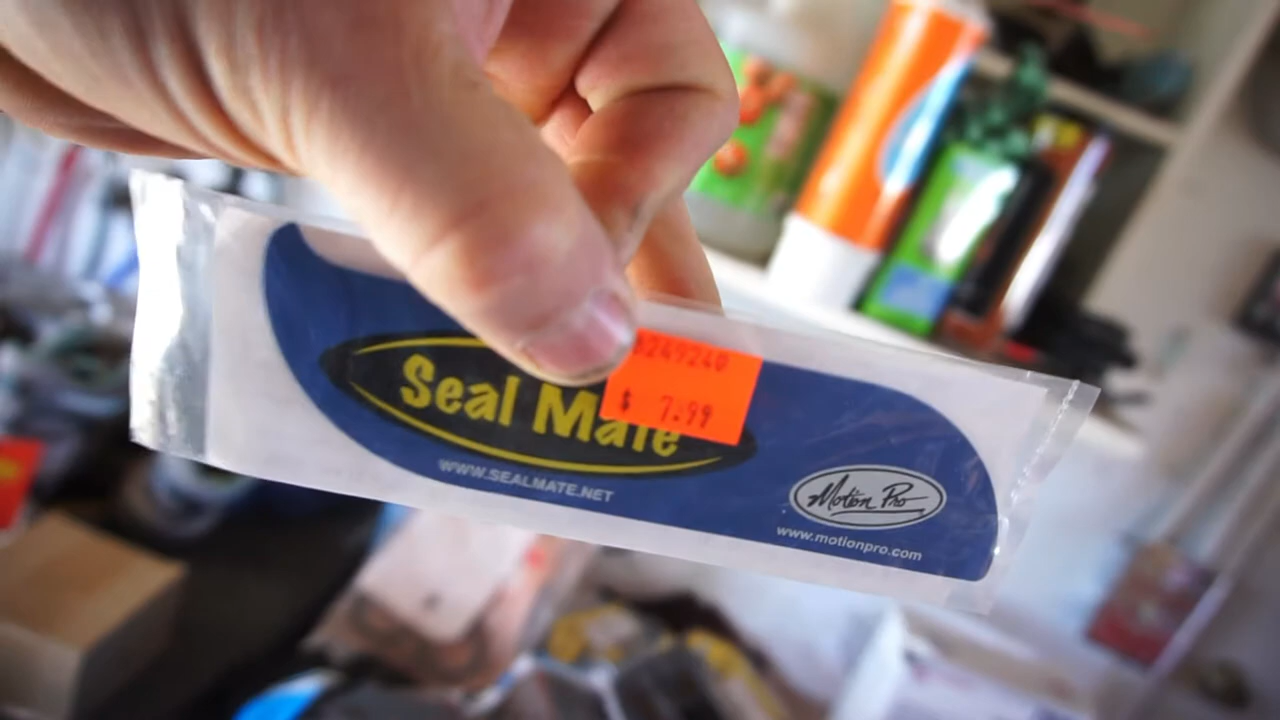 249240
$ 7.99
Seal Mate
WWW.SEALMATE.NET
Motion Pro
www.motionpro.com